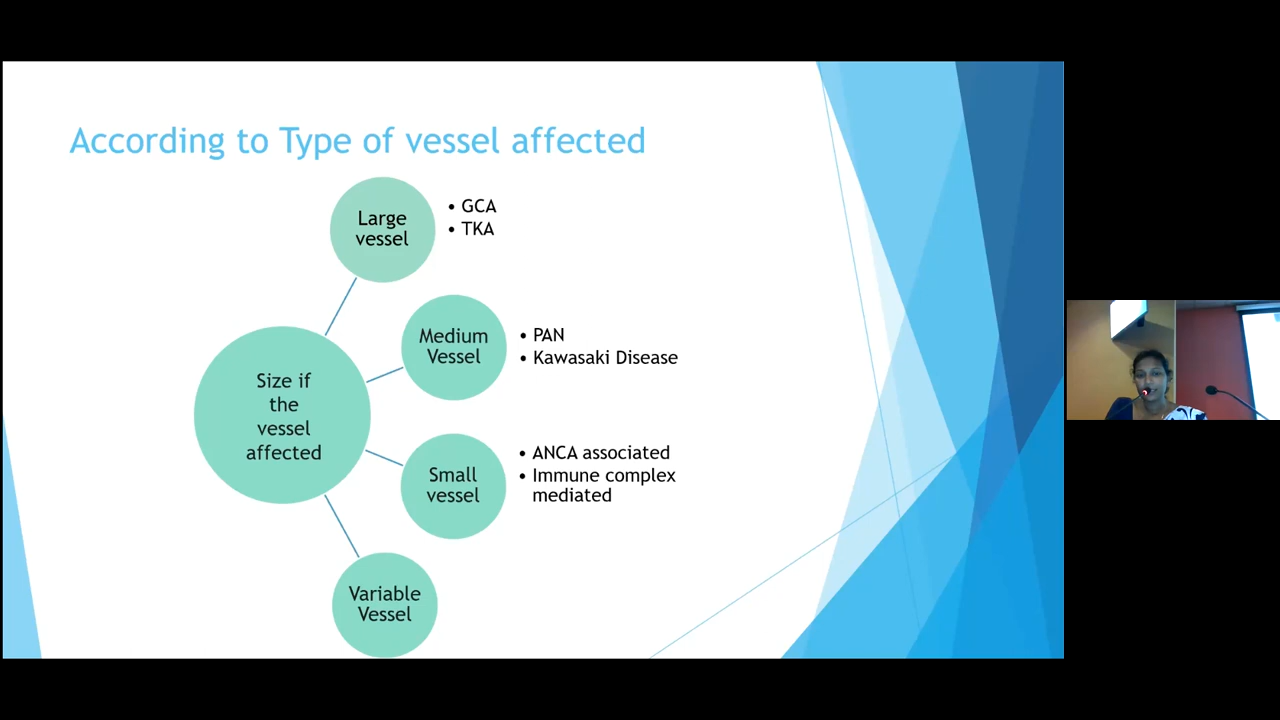 According to Type of vessel affected
Large
vessel
• GCA
• TKA
Medium
Vessel
• PAN
• Kawasaki Disease
Size if
the
vessel
affected
Small
vessel
• ANCA associated
• Immune complex
mediated
Variable
Vessel